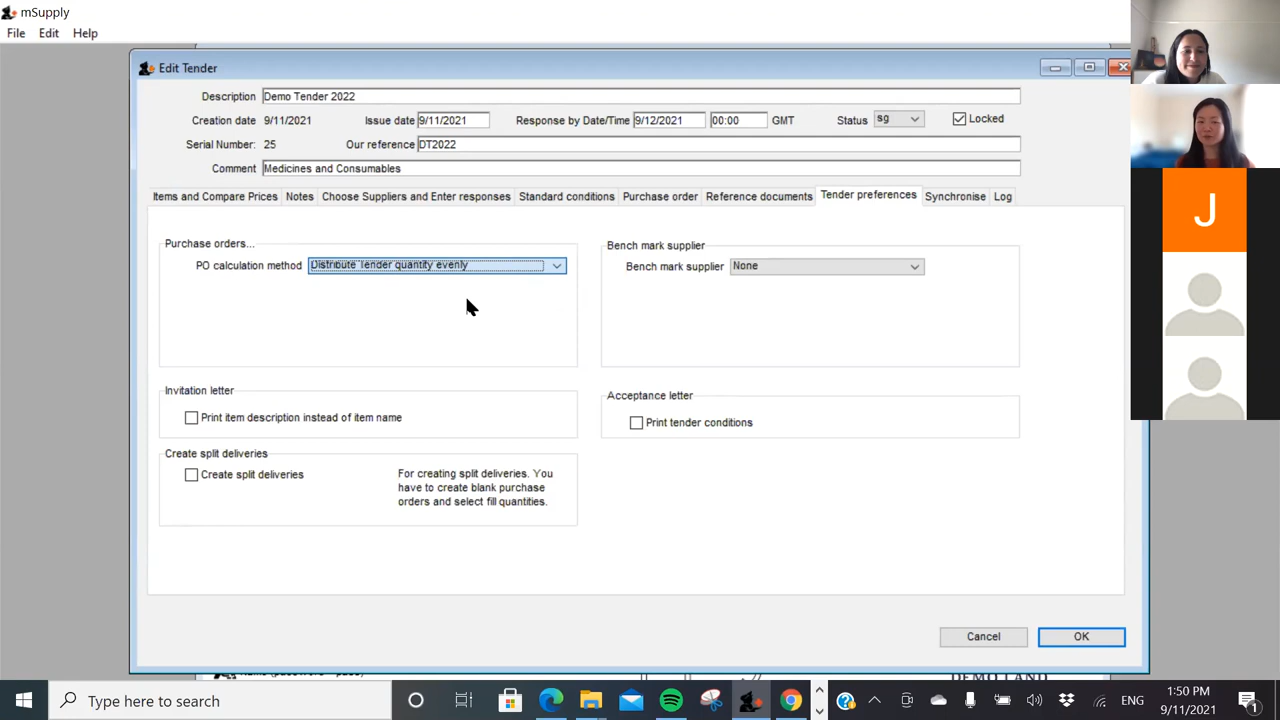 mSupply
File Edit Help
Edit Tender
Description Demo Tender 2022
Creation date 9/11/2021 Issue date 9/11/2021 Response by Date/Time 9/12/2021 00:00 GMT Status sg Locked
Serial Number: 25 Our reference DT2022
Comment Medicines and Consumables
Items and Compare Prices Notes Choose Suppliers and Enter responses Standard conditions Purchase order Reference documents Tender preferences Synchronise Log
Purchase orders... Bench mark supplier
PO calculation method Distribute Tender quantity evenly Bench mark supplier None
Invitation letter Acceptance letter
Print item description instead of item name Print tender conditions
Create split deliveries
Create split deliveries For creating split deliveries. You
have to create blank purchase
orders and select fill quantities.
Cancel OK
J
Type here to search ENG 1:50 PM
9/11/2021 1